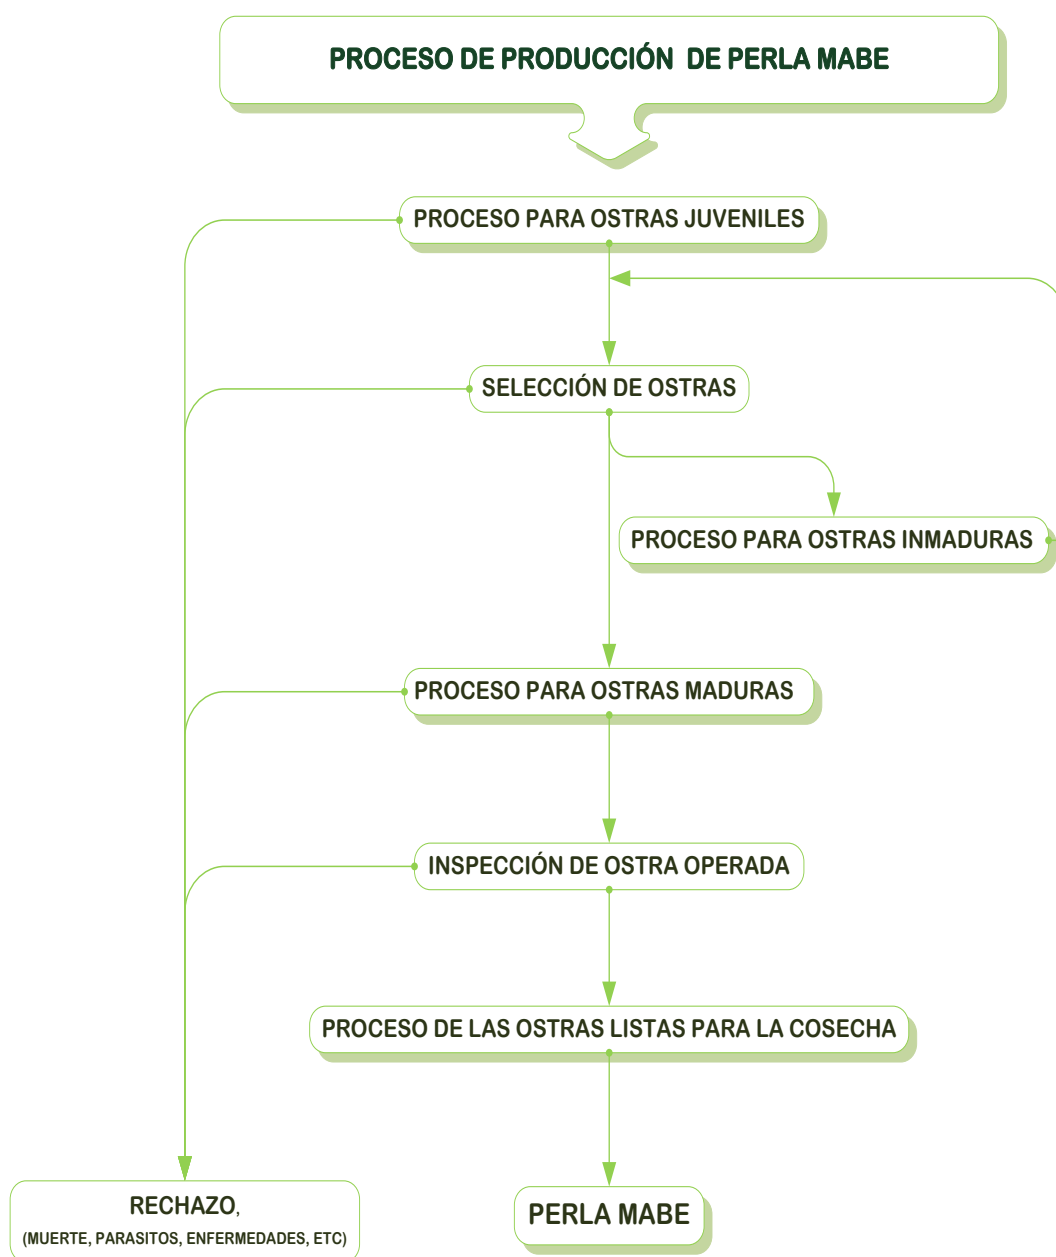 PROCESO DE PRODUCCIÓN DE PERLA MABE
PROCESO PARA OSTRAS JUVENILES
SELECCIÓN DE OSTRAS
PROCESO PARA OSTRAS INMADURAS
PROCESO PARA OSTRAS MADURAS
INSPECCIÓN DE OSTRA OPERADA
PROCESO DE LAS OSTRAS LISTAS PARA LA COSECHA
RECHAZO,
(MUERTE, PARASITOS, ENFERMEDADES, ETC)
PERLA MABE